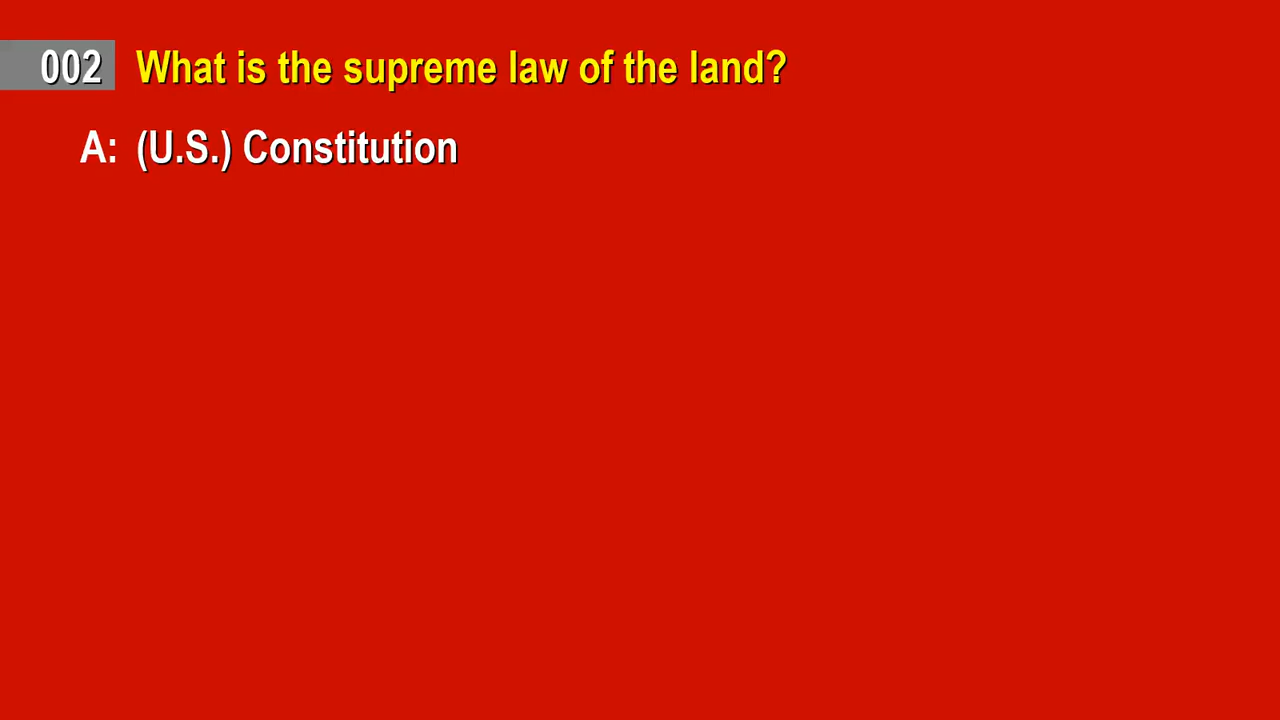 002 What is the supreme law of the land?
A: (U.S.) Constitution